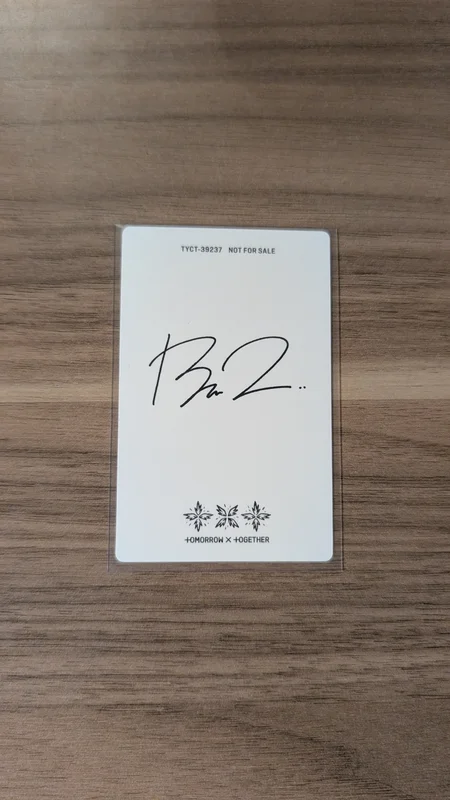 TYCT-39237 NOT FOR SALE
TOMORROW X TOGETHER